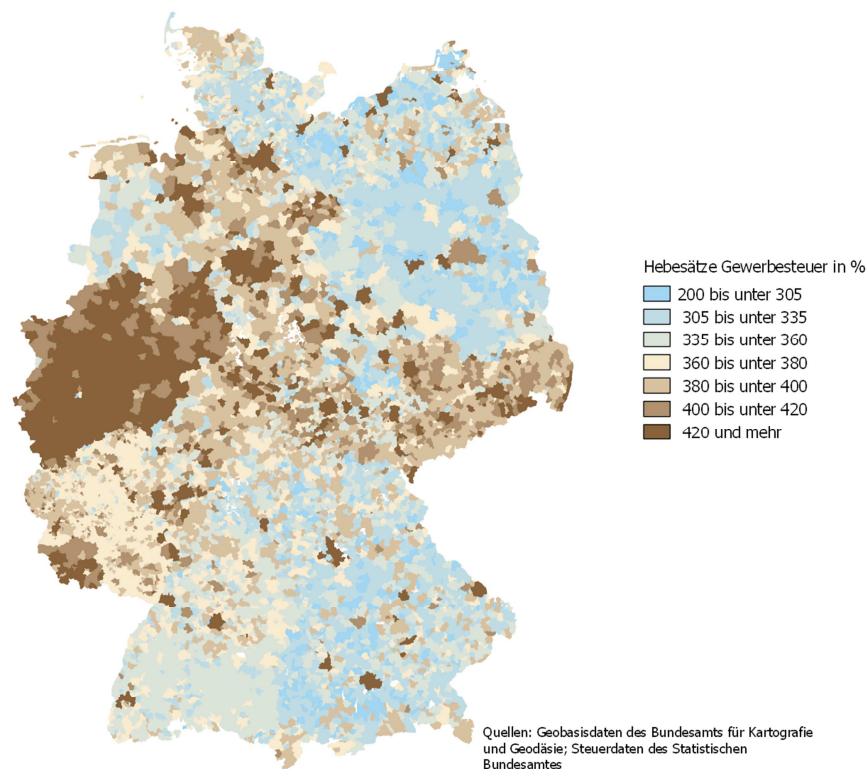 Hebesätze Gewerbesteuer in %
200 bis unter 305
305 bis unter 335
335 bis unter 360
360 bis unter 380
380 bis unter 400
400 bis unter 420
420 und mehr
Quellen: Geobasisdaten des Bundesamts für Kartografie
und Geodäsie; Steuerdaten des Statistischen
Bundesamtes